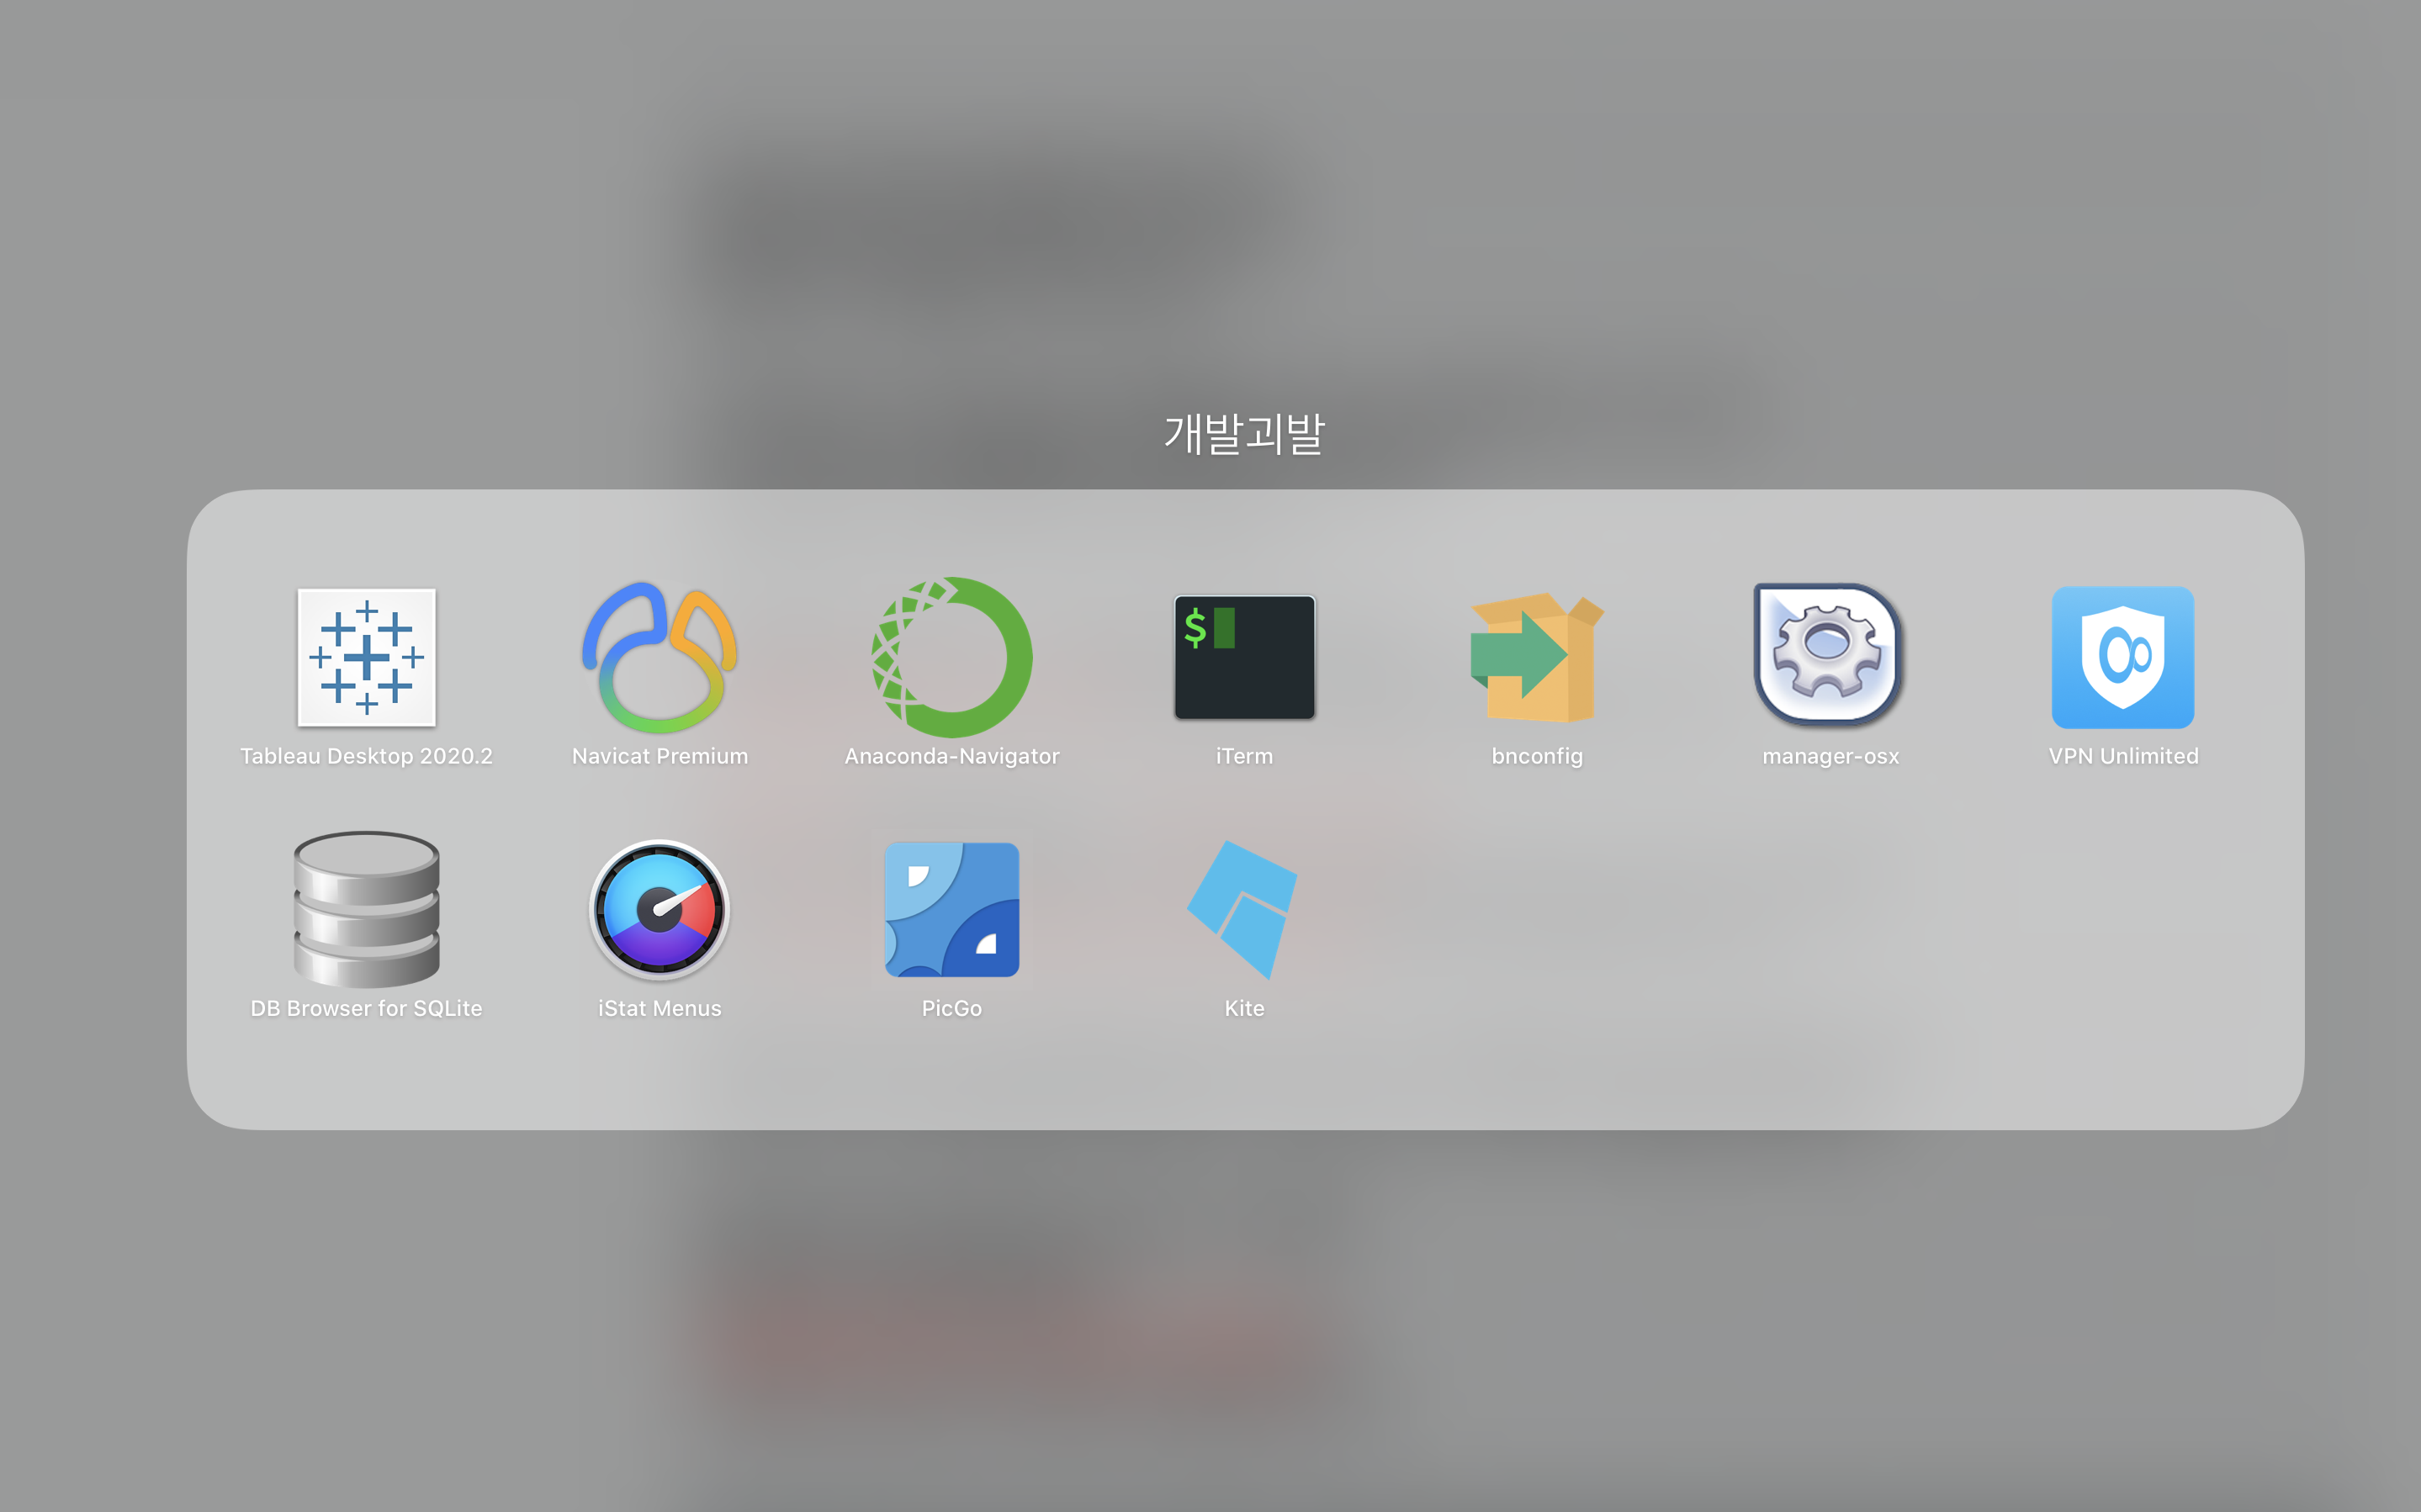 개발괴발
Tableau Desktop 2020.2
Navicat Premium
Anaconda-Navigator
iTerm
bnconfig
manager-osx
VPN Unlimited
DB Browser for SQLite
iStat Menus
PicGo
Kite